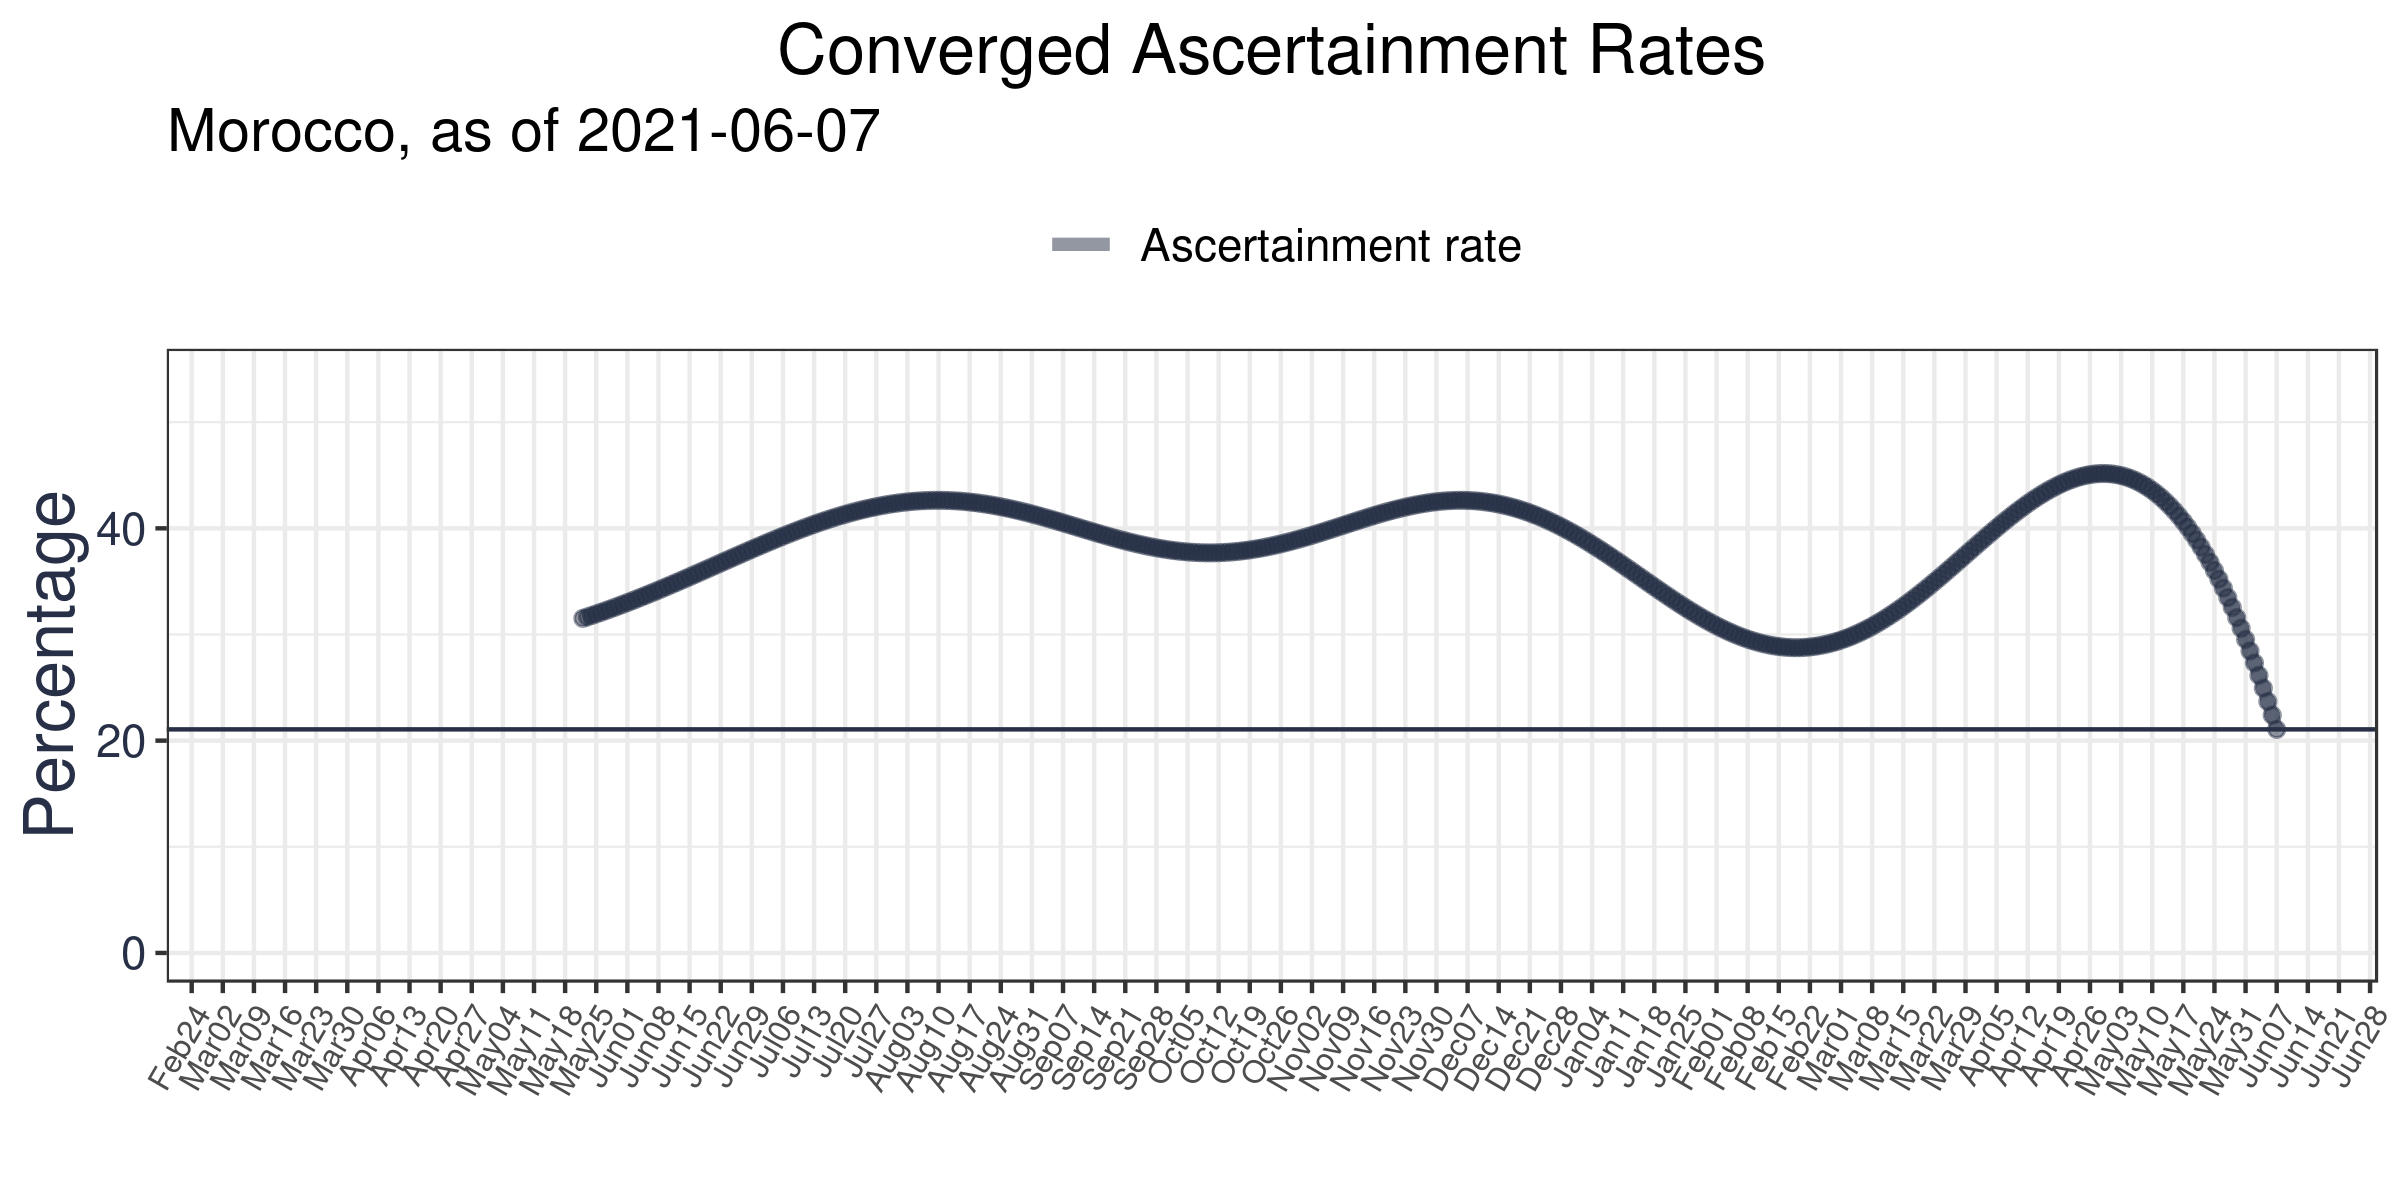 Converged Ascertainment Rates
Morocco, as of 2021-06-07
Ascertainment rate
Percentage
40
20
0
Feb24 Mar02 Mar09 Mar16 Mar23 Mar30 Apr06 Apr13 Apr20 Apr27 May04 May11 May18 May25 Jun01 Jun08 Jun15 Jun22 Jun29 Jul06 Jul13 Jul20 Jul27 Aug03 Aug10 Aug17 Aug24 Aug31 Sep07 Sep14 Sep21 Sep28 Oct05 Oct12 Oct19 Oct26 Nov02 Nov09 Nov16 Nov23 Nov30 Dec07 Dec14 Dec21 Dec28 Jan04 Jan11 Jan18 Jan25 Feb01 Feb08 Feb15 Feb22 Mar01 Mar08 Mar15 Mar22 Mar29 Apr05 Apr12 Apr19 Apr26 May03 May10 May17 May24 May31 Jun07 Jun14 Jun21 Jun28